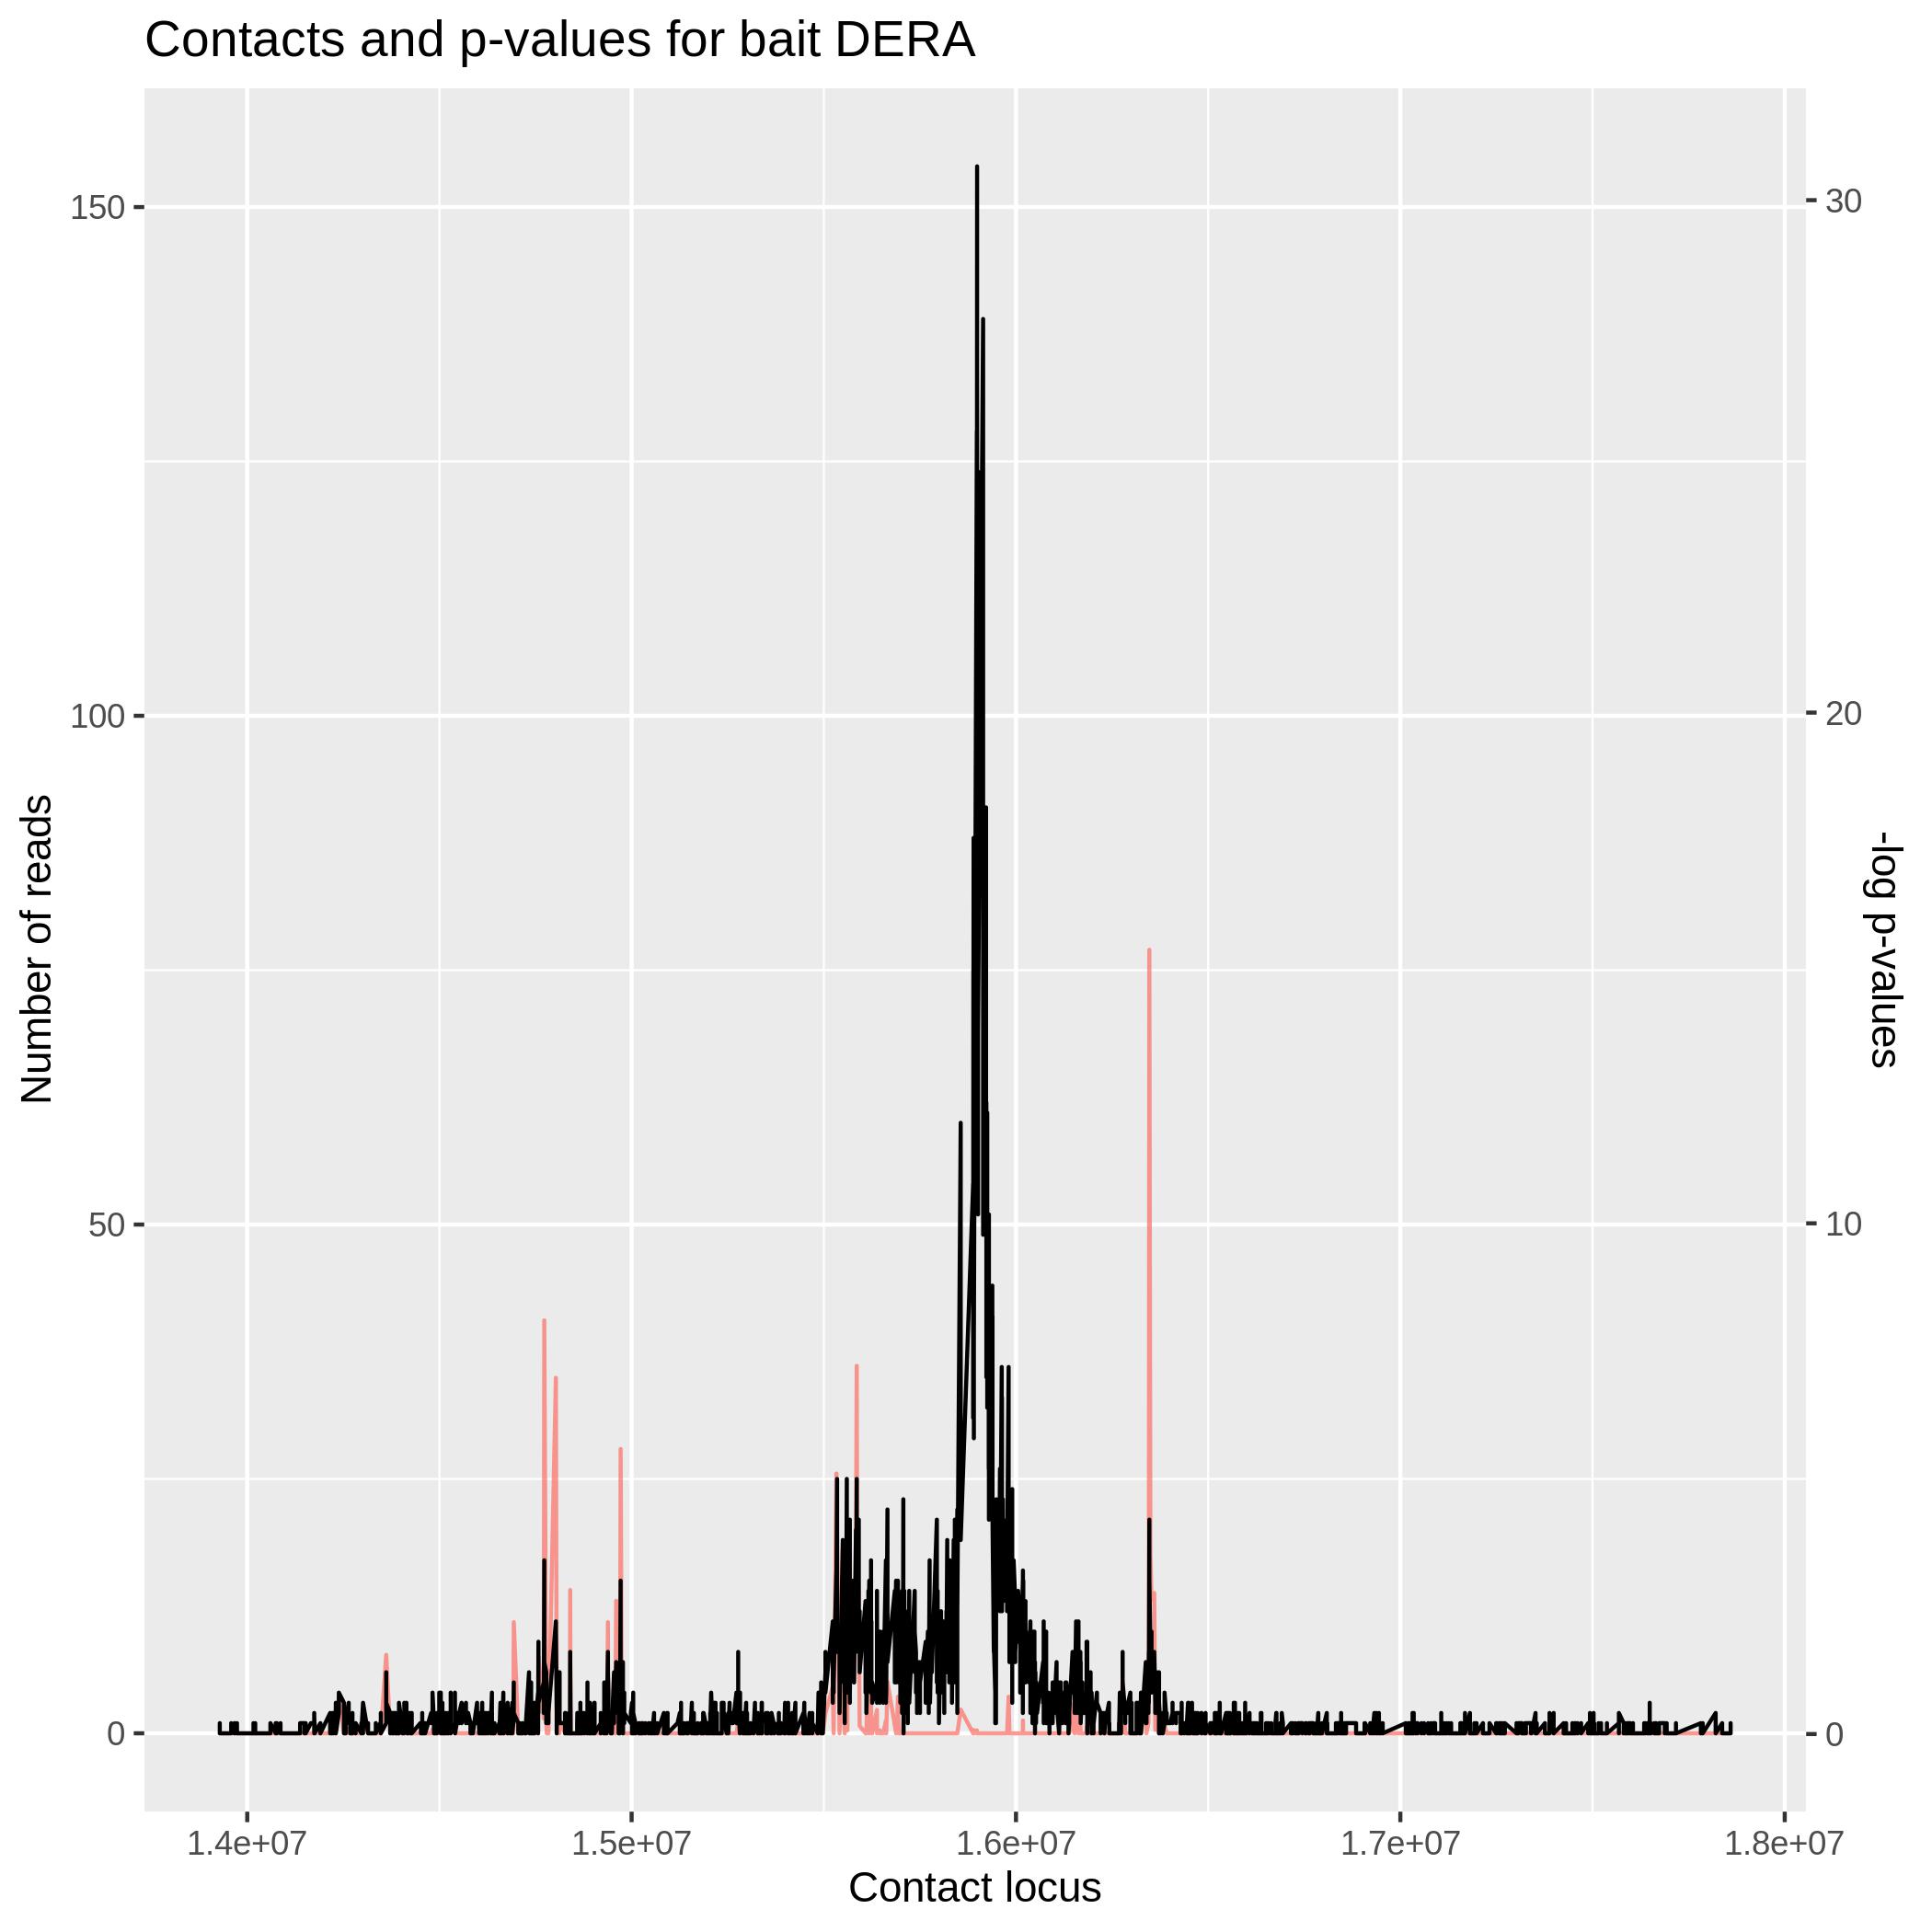 Contacts and p-values for bait DERA
150
100
50
0
30
20
10
0
Number of reads
-log p-values
1.4e+07
1.5e+07
1.6e+07
1.7e+07
1.8e+07
Contact locus